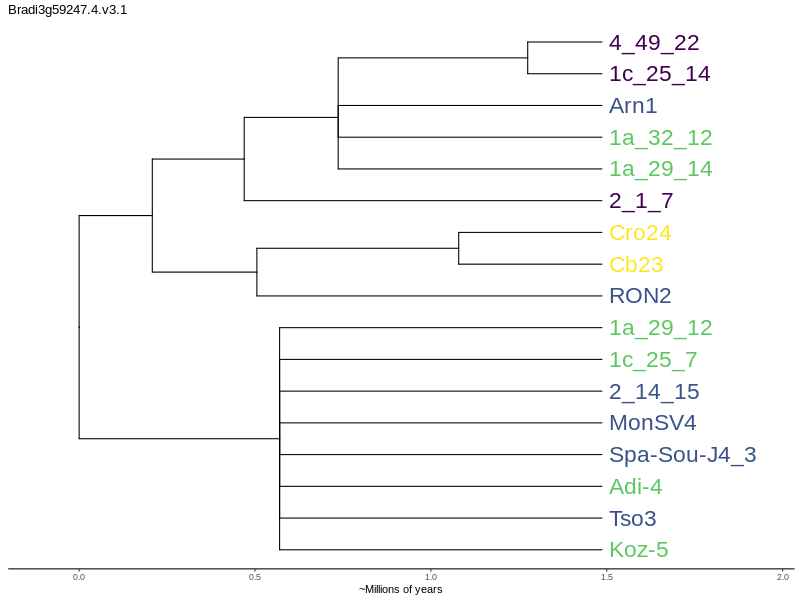 Bradi3g59247.4.v3.1
4_49_22
1c_25_14
Arn1
1a_32_12
1a_29_14
2_1_7
Cro24
Cb23
RON2
1a_29_12
1c_25_7
2_14_15
MonSV4
Spa-Sou-J4_3
Adi-4
Tso3
Koz-5
0.0 0.5 1.0 1.5 2.0
~Millions of years